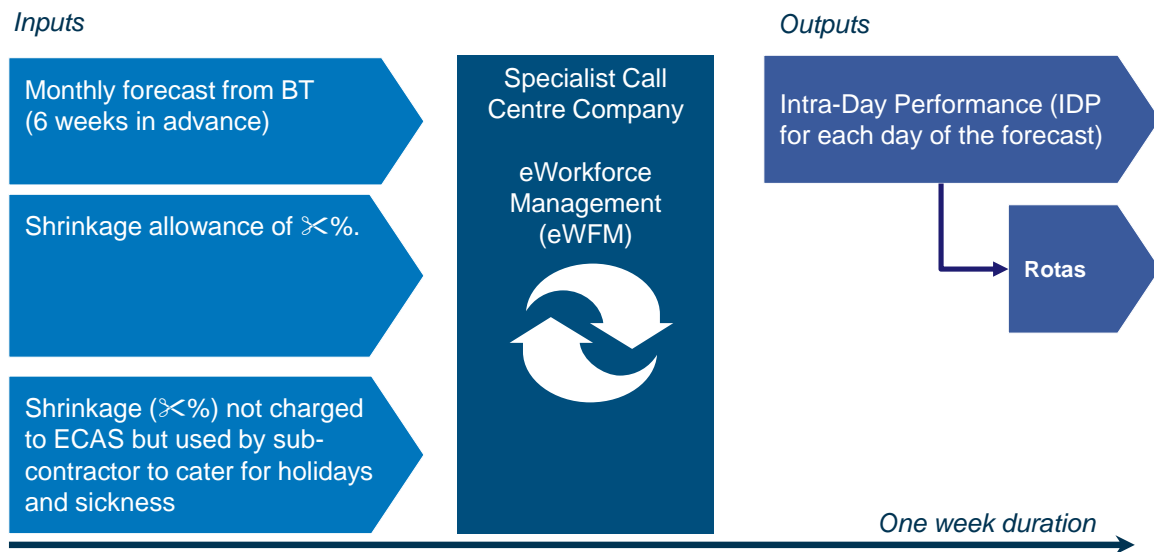 Inputs
Outputs
Monthly forecast from BT
(6 weeks in advance)
Shrinkage allowance of ✂%.
Shrinkage (✂%) not charged
to ECAS but used by sub-
contractor to cater for holidays
and sickness
Specialist Call
Centre Company
eWorkforce
Management
(eWFM)
Intra-Day Performance (IDP
for each day of the forecast)
Rotas
One week duration